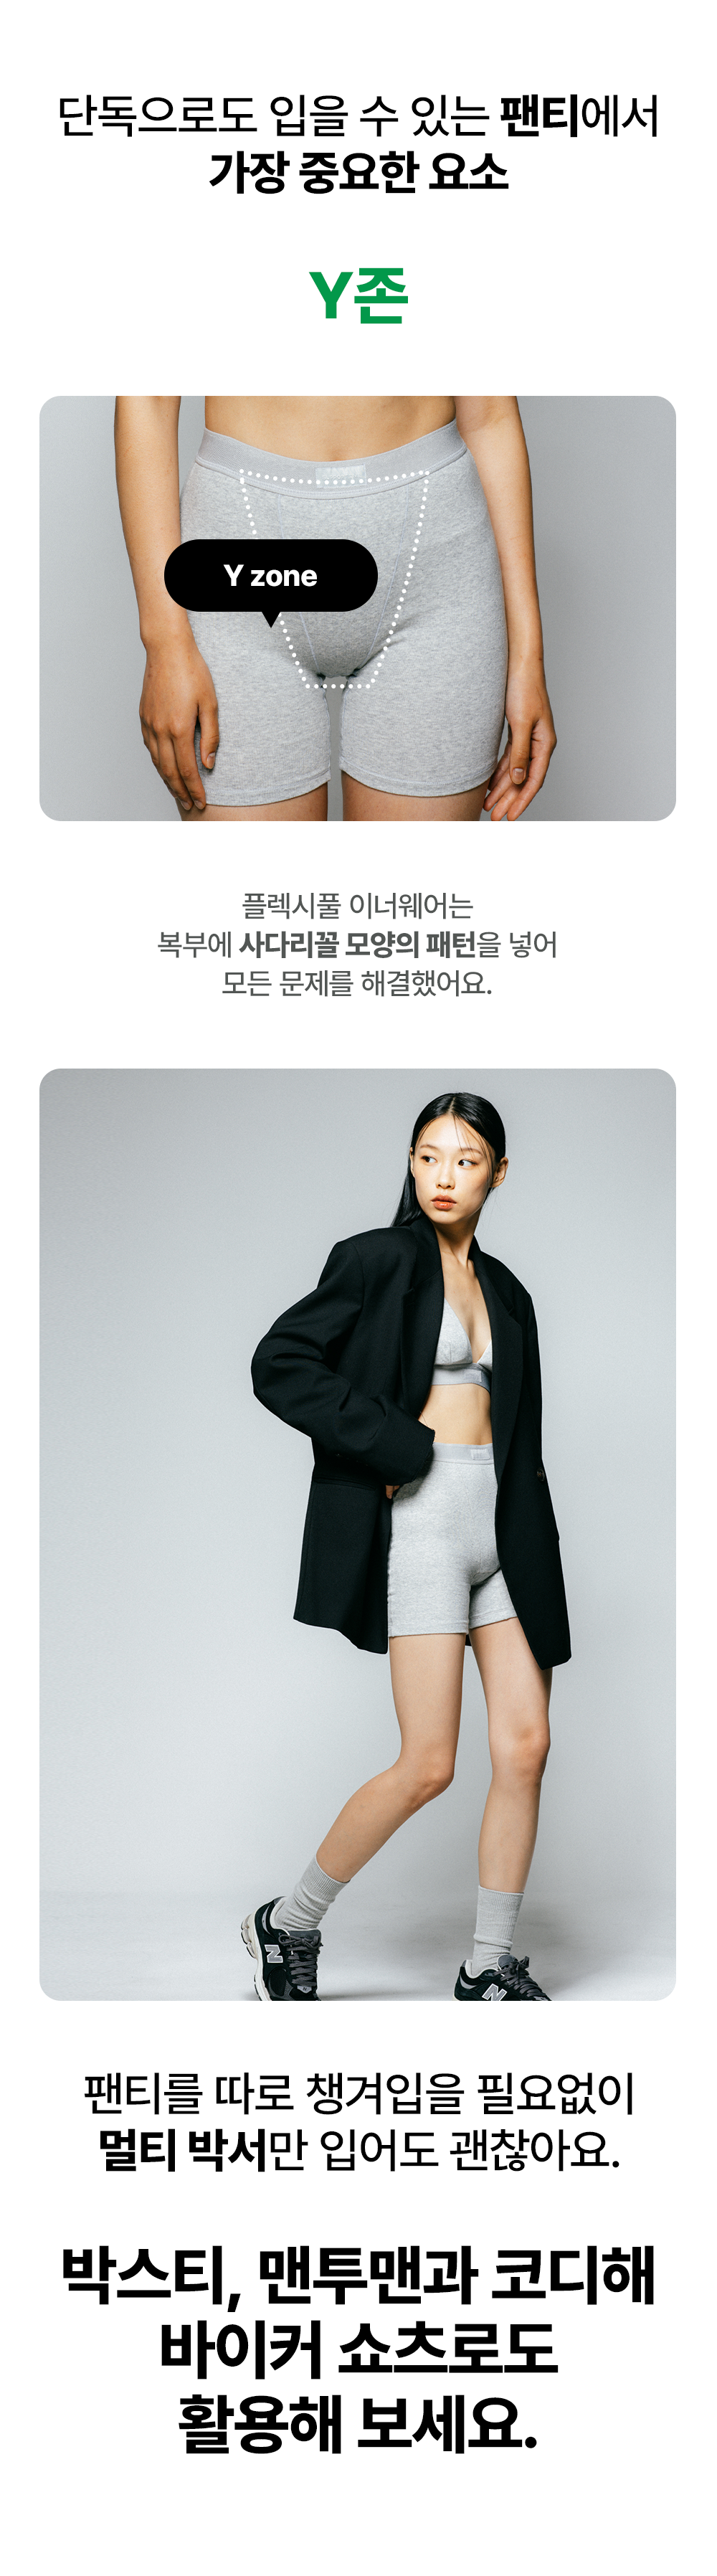 단독으로도 입을 수 있는 팬티에서
가장 중요한 요소
Y존
Y zone
플렉시풀 이너웨어는
복부에 사다리꼴 모양의 패턴을 넣어
모든 문제를 해결했어요.
N
N
팬티를 따로 챙겨입을 필요없이
멀티 박서만 입어도 괜찮아요.
박스티, 맨투맨과 코디해
바이커 쇼츠로도
활용해 보세요.